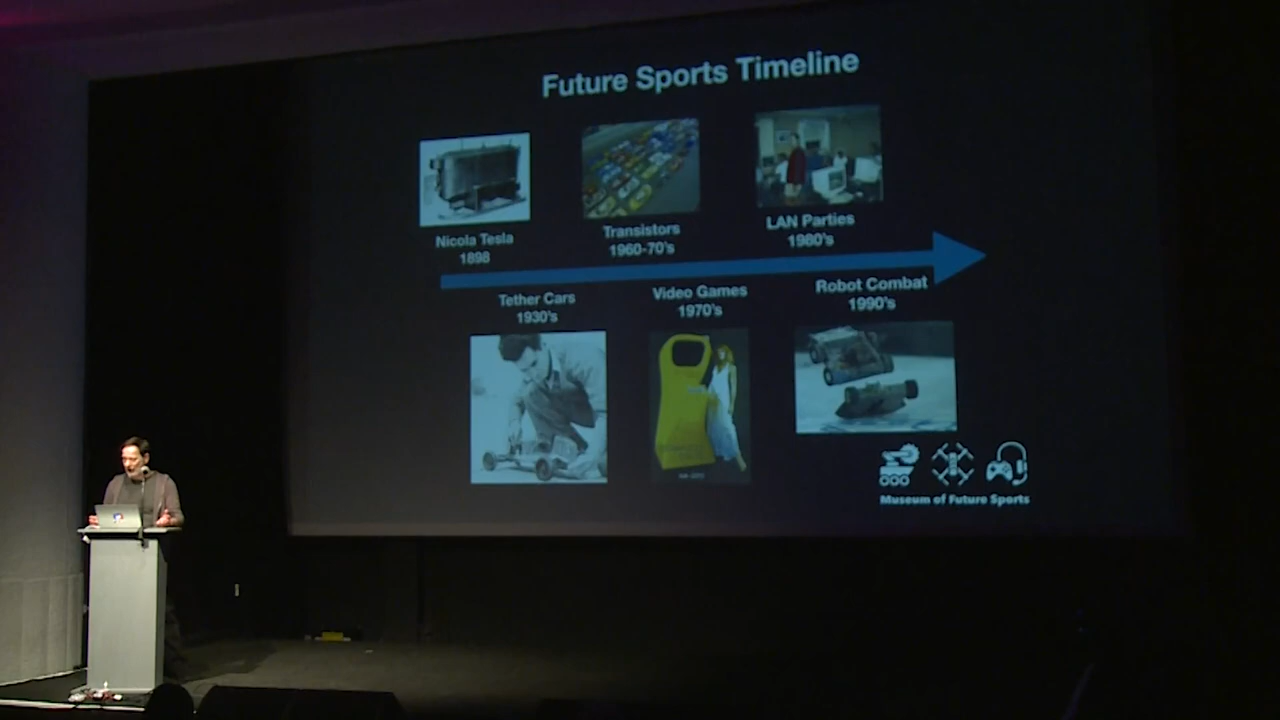 Future Sports Timeline
Nicola Tesla
1898
Transistors
1960-70's
LAN Parties
1980's
Tether Cars
1930's
Video Games
1970's
Robot Combat
1990's
Museum of Future Sports